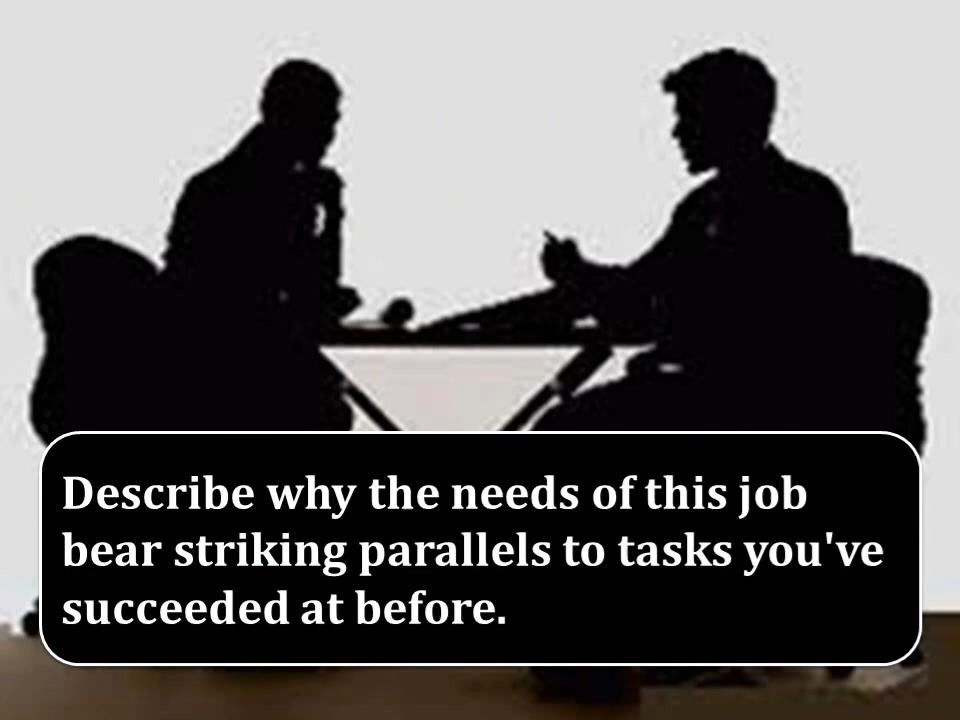 Describe why the needs of this job
bear striking parallels to tasks you've
succeeded at before.